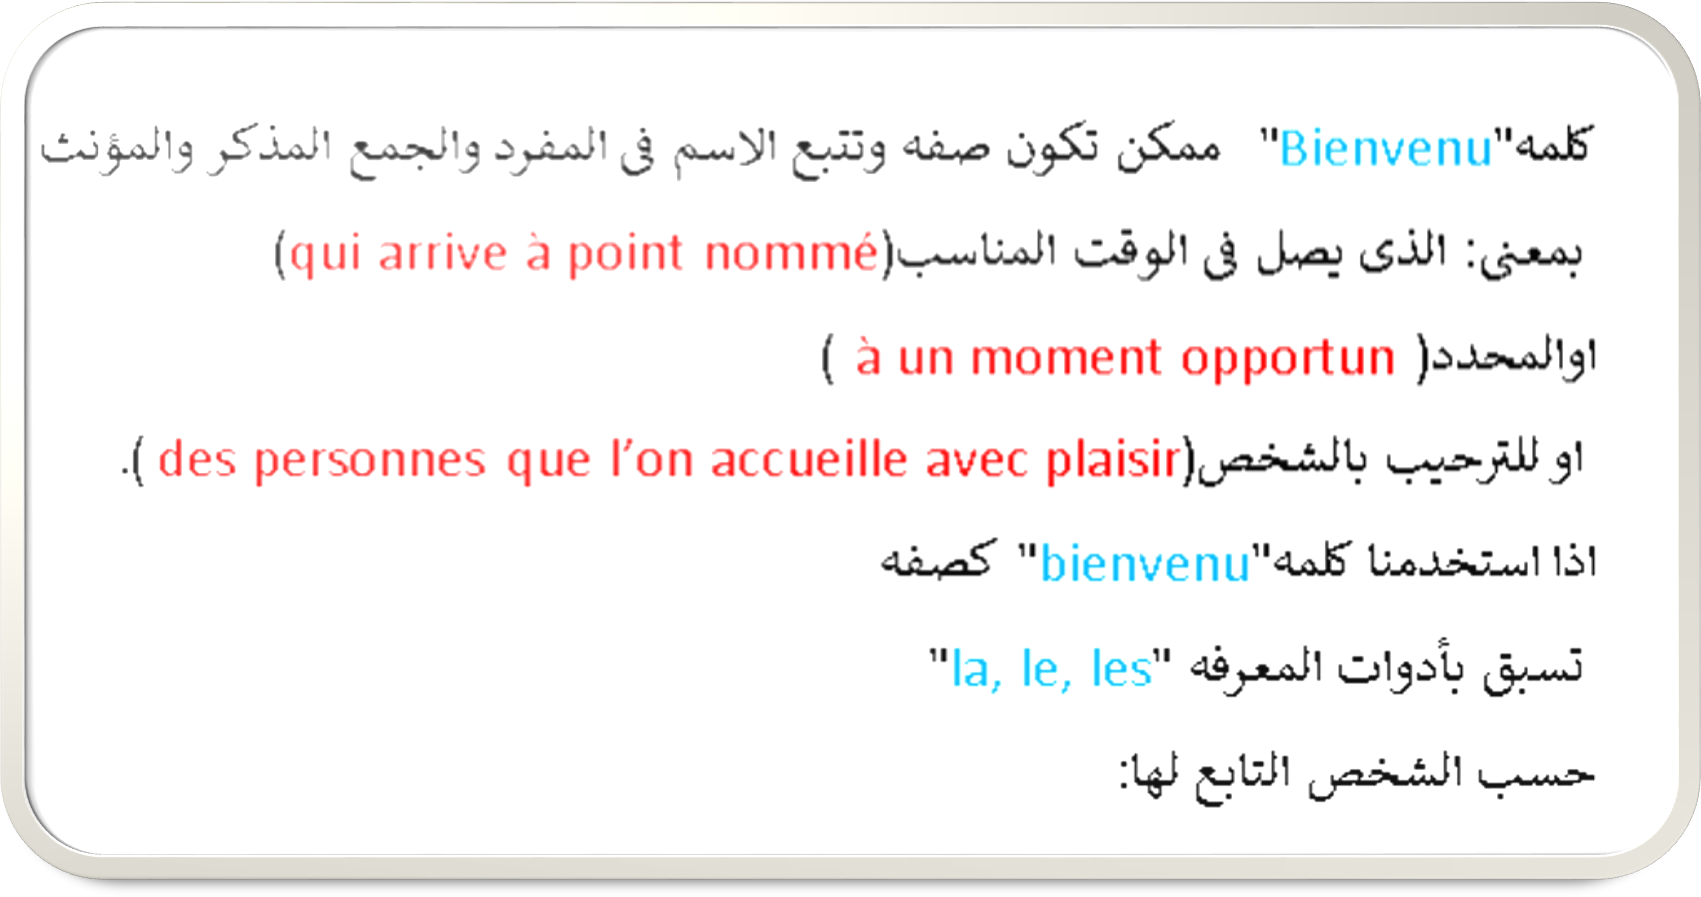 كلمه"Bienvenu" ممكن تكون صفه وتتبع الاسم فى المفرد والجمع المذكر والمؤنث
بمعنى: الذى يصل فى الوقت المناسب(qui arrive à point nommé)
اوالمحدد( à un moment opportun )
او للترحيب بالشخص(des personnes que l’on accueille avec plaisir ).
اذا استخدمنا كلمه"bienvenu" كصفه
تسبق بأدوات المعرفه "la, le, les"
حسب الشخص التابع لها: